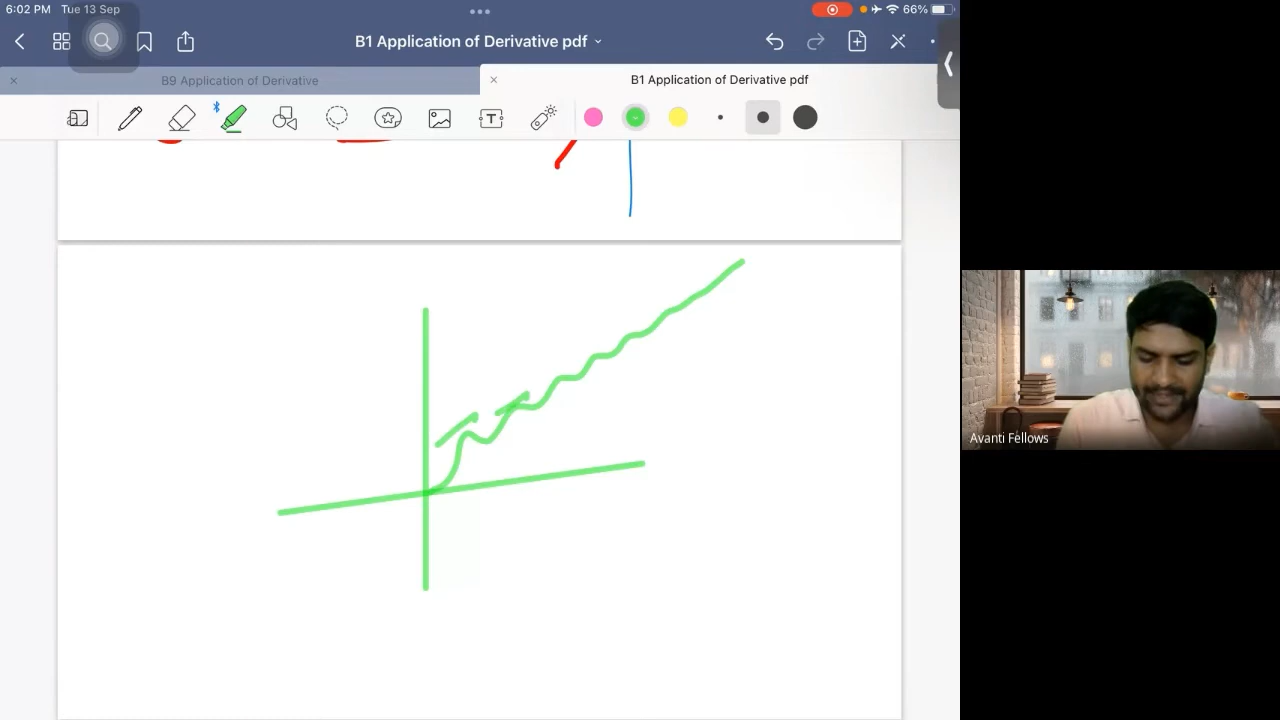 6:02 PM Tue 13 Sep
66%
B1 Application of Derivative pdf
B9 Application of Derivative
B1 Application of Derivative pdf
T
Avanti Fellows